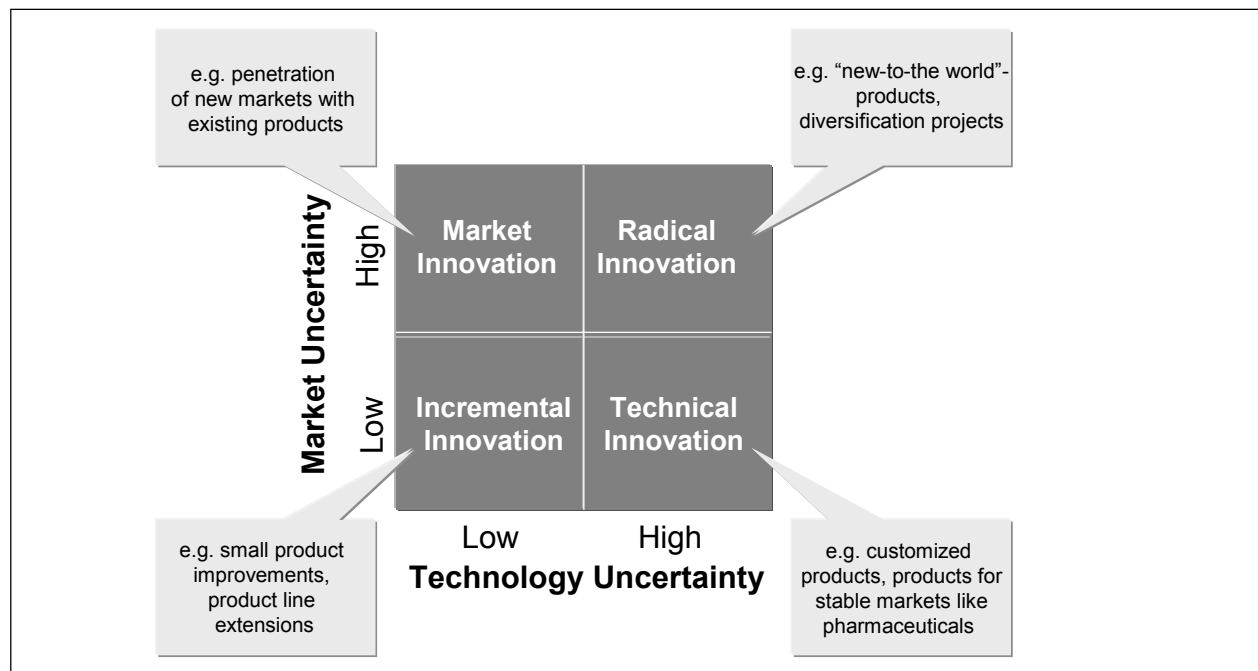 e.g. penetration
of new markets with
existing products
e.g. “new-to-the world”-
products,
diversification projects
Market Uncertainty
High
Low
Market
Innovation
Radical
Innovation
Incremental
Innovation
Technical
Innovation
Low
High
Technology Uncertainty
e.g. small product
improvements,
product line
extensions
e.g. customized
products, products for
stable markets like
pharmaceuticals